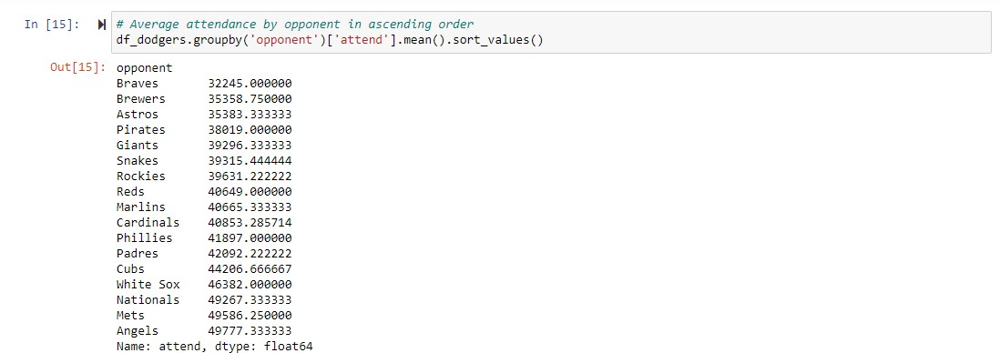 In [15]: # Average attendance by opponent in ascending order
df_dodgers.groupby('opponent')['attend'].mean().sort_values()
Out[15]: opponent
Braves 32245.000000
Brewers 35358.750000
Astros 35383.333333
Pirates 38019.000000
Giants 39296.333333
Snakes 39315.444444
Rockies 39631.222222
Reds 40649.000000
Marlins 40665.333333
Cardinals 40853.285714
Phillies 41897.000000
Padres 42092.222222
Cubs 44206.666667
White Sox 46382.000000
Nationals 49267.333333
Mets 49586.250000
Angels 49777.333333
Name: attend, dtype: float64